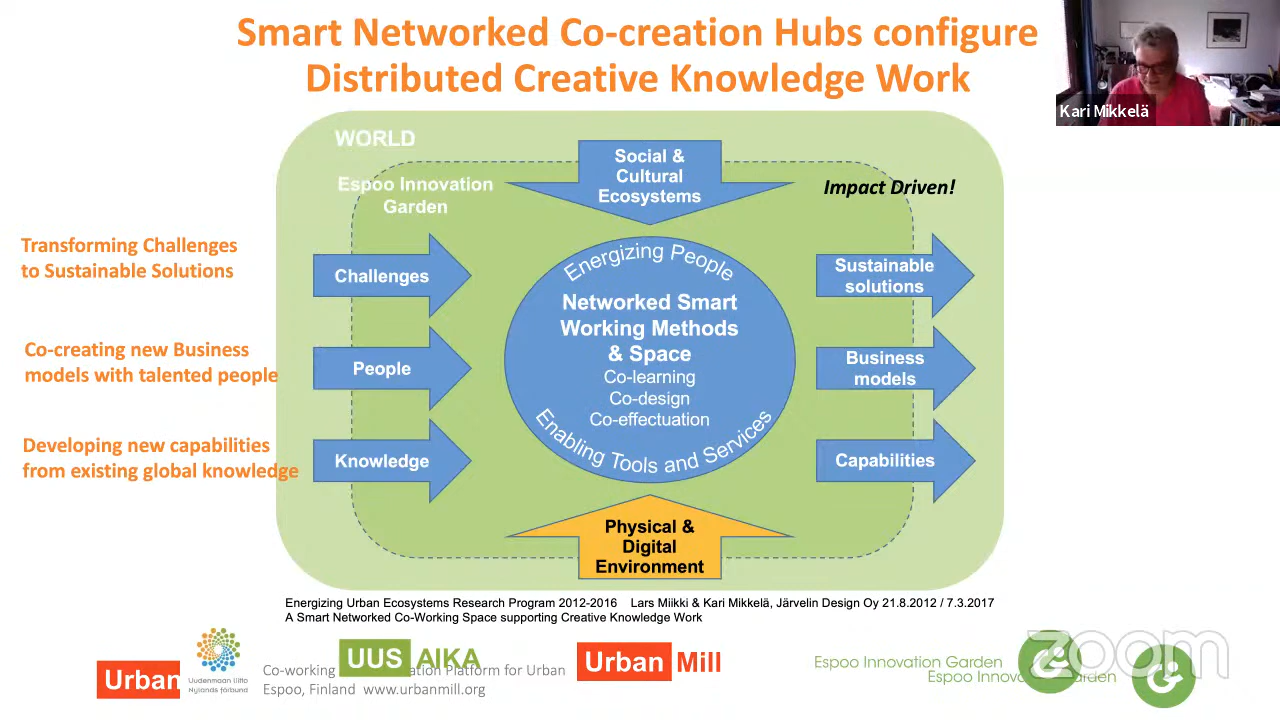 Smart Networked Co-creation Hubs configure
Distributed Creative Knowledge Work
Kari Mikkelä
WORLD
Espoo Innovation
Garden
Social &
Cultural
Ecosystems
Impact Driven!
Transforming Challenges
to Sustainable Solutions
Challenges
Energizing People
Networked Smart
Working Methods
& Space
Co-learning
Co-design
Co-effectuation
Enabling Tools and Services
Sustainable
solutions
Co-creating new Business
models with talented people
People
Business
models
Developing new capabilities
from existing global knowledge
Knowledge
Capabilities
Physical &
Digital
Environment
Energizing Urban Ecosystems Research Program 2012-2016 Lars Miikki & Kari Mikkelä, Järvelin Design Oy 21.8.2012 / 7.3.2017
A Smart Networked Co-Working Space supporting Creative Knowledge Work
Urban
Uudenmaan liitto
Nylands förbund
Co-working
UUS AIKA
ation Platform for Urban
Espoo, Finland www.urbanmill.org
Urban Mill
Espoo Innovation Garden
Espoo Innov
Garden
zoom